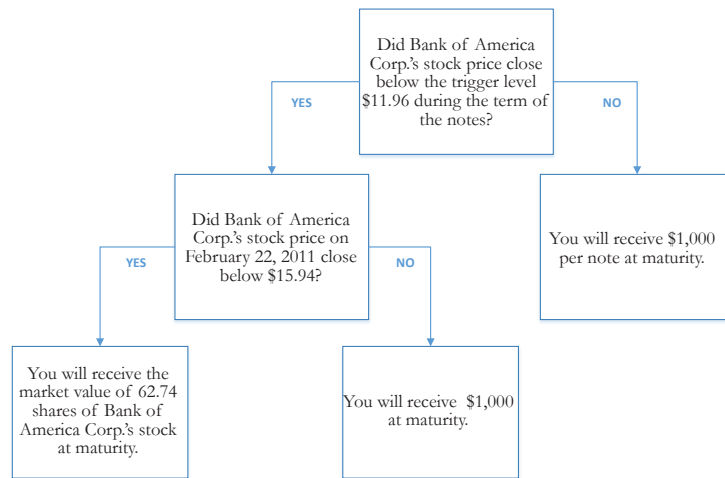 Did Bank of America
Corp.'s stock price close
below the trigger level
$11.96 during the term of
the notes?
YES
NO
Did Bank of America
Corp.'s stock price on
February 22, 2011 close
below $15.94?
You will receive $1,000
per note at maturity.
YES
NO
You will receive the
market value of 62.74
shares of Bank of
America Corp.'s stock
at maturity.
You will receive $1,000
at maturity.